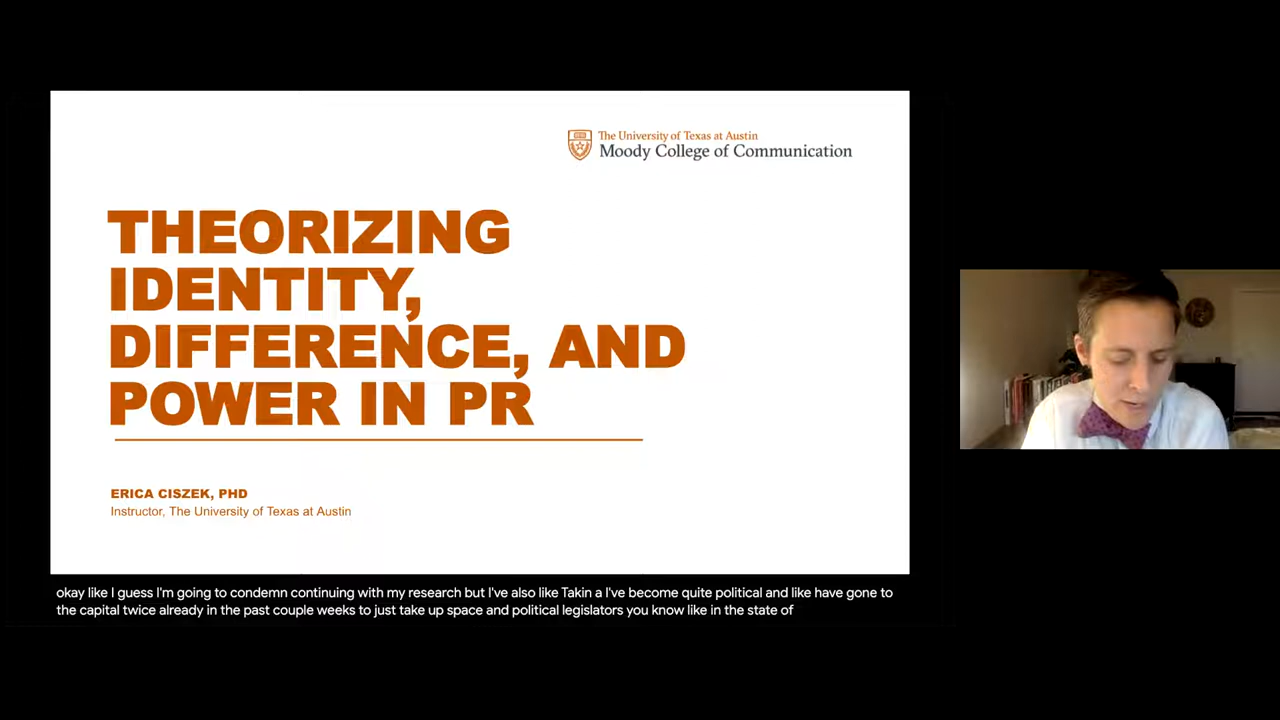 The University of Texas at Austin
Moody College of Communication
THEORIZING
IDENTITY,
DIFFERENCE, AND
POWER IN PR
ERICA CISZEK, PHD
Instructor, The University of Texas at Austin
okay like I guess I'm going to condemn continuing with my research but I've also like Takin a I've become quite political and like have gone to
the capital twice already in the past couple weeks to just take up space and political legislators you know like in the state of